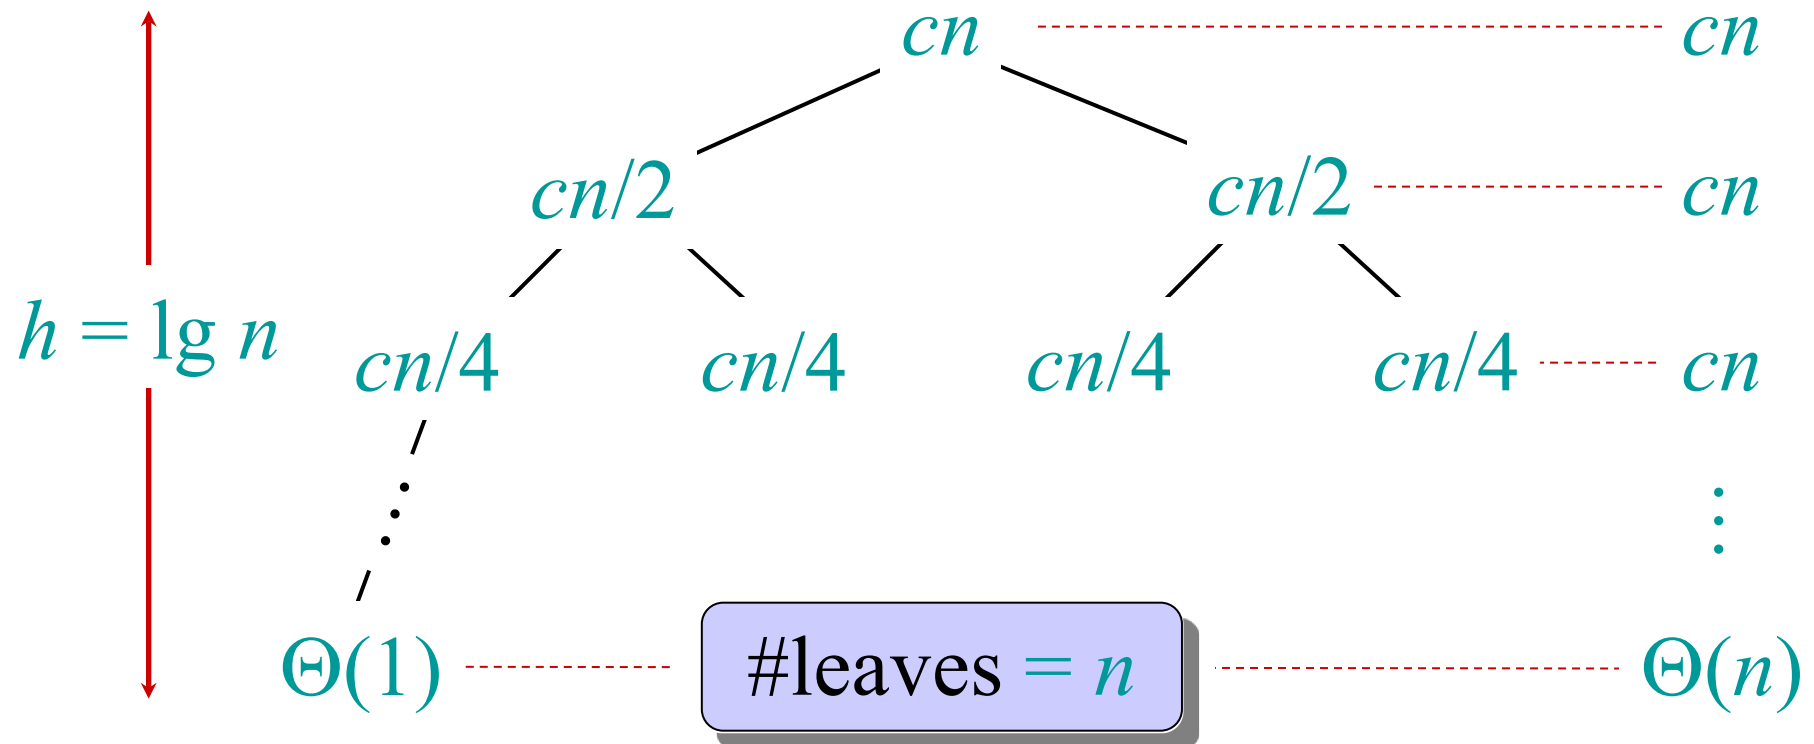 cn cn
cn/2 cn/2 cn
h = lg n cn/4 cn/4 cn/4 cn/4 cn
Θ(1) #leaves = n Θ(n)